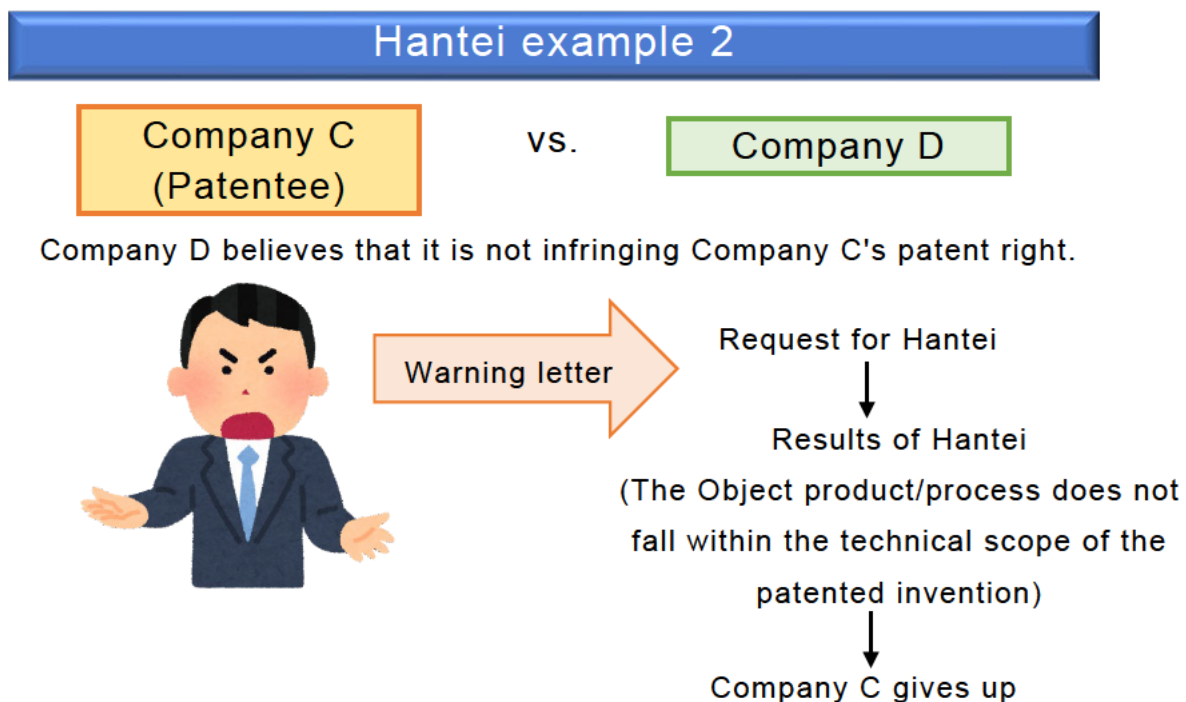 Hantei example 2
Company C
(Patentee)
vs.
Company D
Company D believes that it is not infringing Company C's patent right.
Warning letter
Request for Hantei
Results of Hantei
(The Object product/process does not
fall within the technical scope of the
patented invention)
Company C gives up